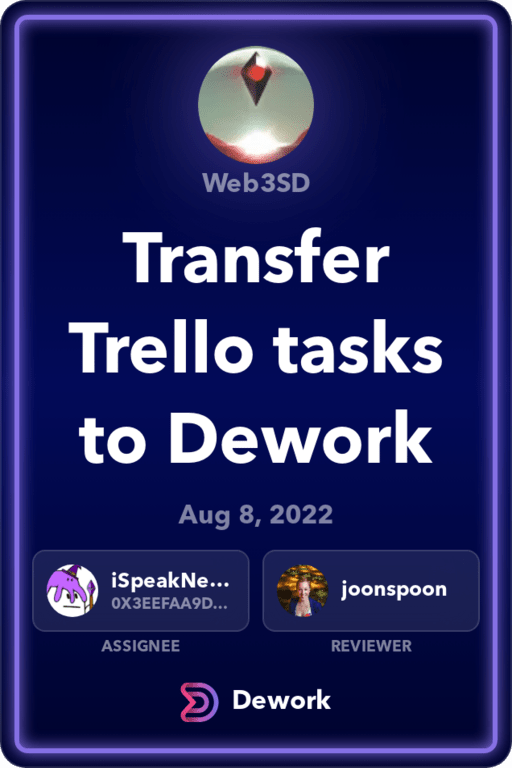 Web3SD
Transfer
Trello tasks
to Dework
Aug 8, 2022
iSpeakNe...
0X3EEFAA9D...
joonspoon
ASSIGNEE
REVIEWER
Dework